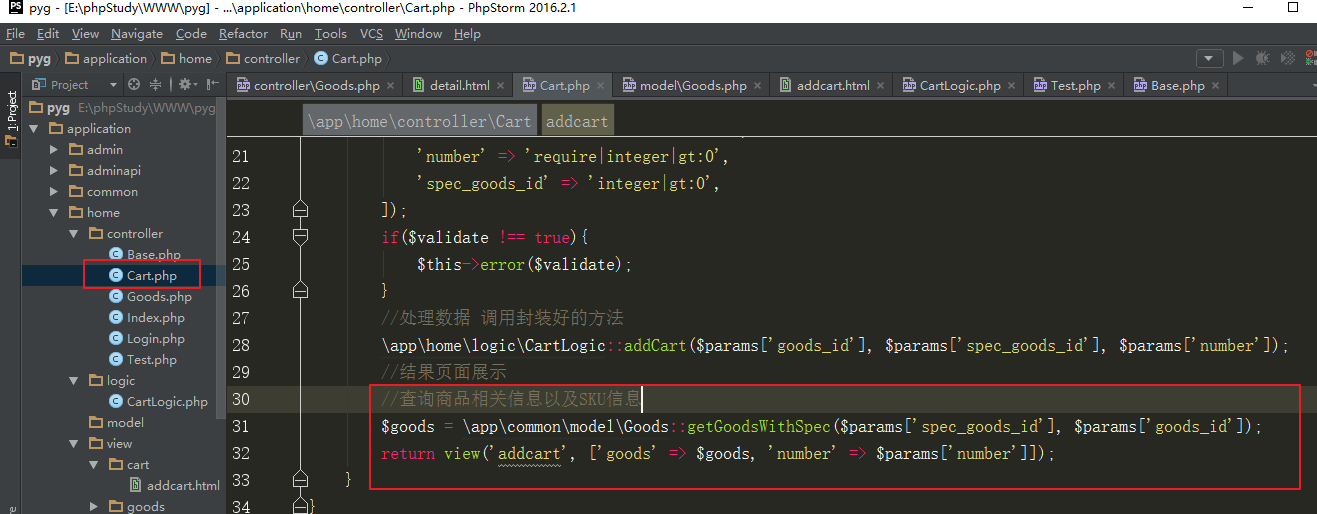 pyg - [E:\phpStudy\WWW\pyg] - ...\application\home\controller\Cart.php - PhpStorm 2016.2.1
File Edit View Navigate Code Refactor Run Tools VCS Window Help
pyg application home controller Cart.php
1: Project
Project
controller\Goods.php detail.html Cart.php model\Goods.php addcart.html CartLogic.php Test.php Base.php
pyg E:\phpStudy\WWW\pyg
application
admin
adminapi
common
home
controller
Base.php
Cart.php
Goods.php
Index.php
Login.php
Test.php
logic
CartLogic.php
model
view
cart
addcart.html
goods
\app\home\controller\Cart addcart
21 'number' => 'require|integer|gt:0',
22 'spec_goods_id' => 'integer|gt:0',
23 ]);
24 if($validate !== true){
25 $this->error($validate);
26 }
27 //处理数据 调用封装好的方法
28 \app\home\logic\CartLogic::addCart($params['goods_id'], $params['spec_goods_id'], $params['number']);
29 //结果页面展示
30 //查询商品相关信息以及SKU信息
31 $goods = \app\common\model\Goods::getGoodsWithSpec($params['spec_goods_id'], $params['goods_id']);
32 return view('addcart', ['goods' => $goods, 'number' => $params['number']]);
33 }
34 }